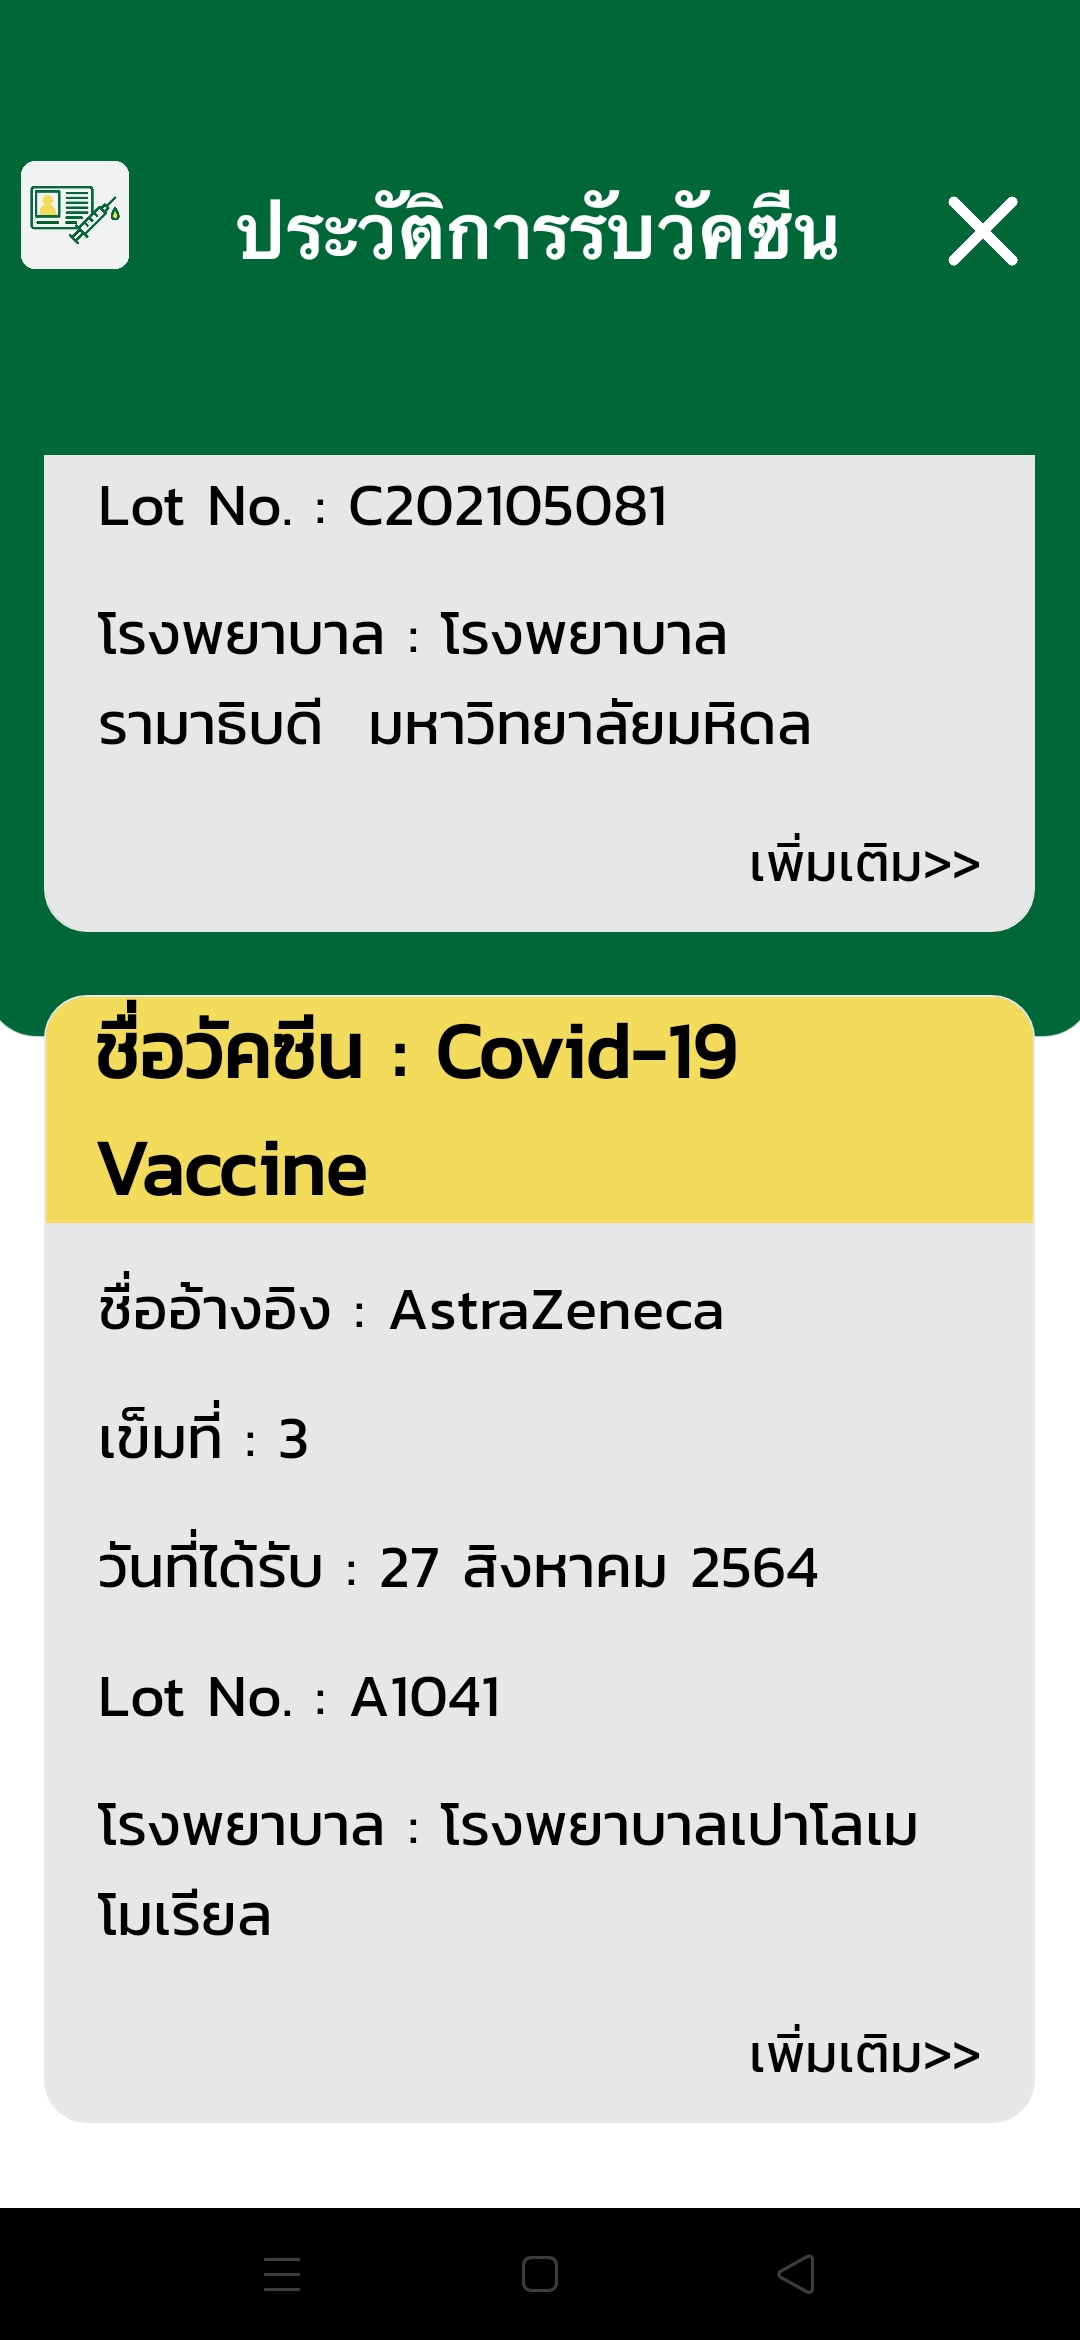 ประวัติการรับวัคซีน
Lot No. : C202105081
โรงพยาบาล : โรงพยาบาล
รามาธิบดี มหาวิทยาลัยมหิดล
เพิ่มเติม>>
ชื่อวัคซีน : Covid-19
Vaccine
ชื่ออ้างอิง : AstraZeneca
เข็มที่ : 3
วันที่ได้รับ : 27 สิงหาคม 2564
Lot No. : A1041
โรงพยาบาล : โรงพยาบาลเปาโลเม
โมเรียล
เพิ่มเติม>>